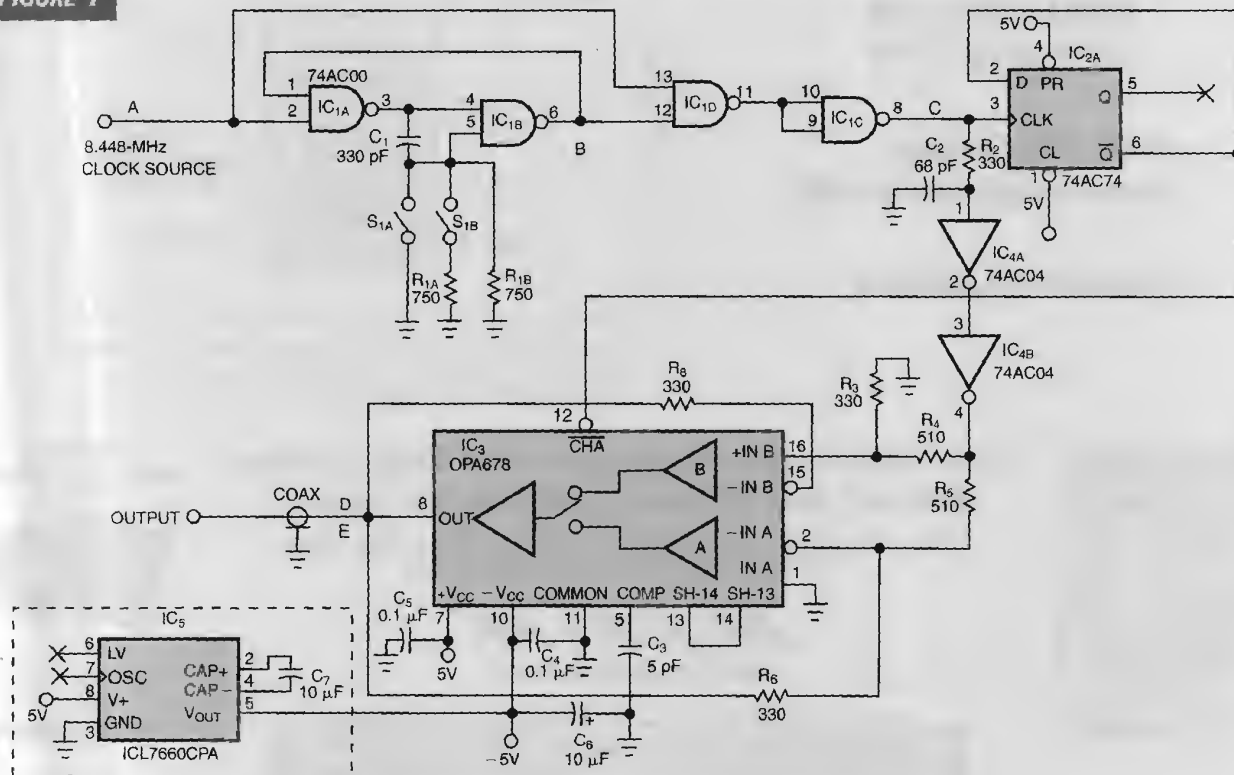 FIGURE 1
A
8.448-MHz
CLOCK SOURCE
74AC00
1
2
IC1A
3
C1
330 pF
4
5
IC1B
6
B
S1A
S1B
R1A
750
R1B
750
13
12
IC1D
11
10
9
IC1C
8
C
5V
4
IC2A
2
D
PR
Q
5
3
CLK
CL
Q
6
1
74AC74
5V
C2
68 pF
R2
330
1
IC4A
74AC04
2
3
IC4B
74AC04
4
R3
330
R4
510
R5
510
R8
330
12
CHA
IC3
OPA678
+IN B
16
15
−IN B
B
−IN A
2
A
IN A
1
8
OUT
+VCC
−VCC
COMMON
COMP
SH-14
SH-13
7
10
11
5
13
14
OUTPUT
COAX
D
E
C5
0.1 µF
5V
C4
0.1 µF
C3
5 pF
R6
330
C6
10 µF
+
−5V
IC5
6
LV
7
OSC
8
V+
5V
3
GND
CAP+
2
CAP−
4
VOUT
5
C7
10 µF
ICL7660CPA